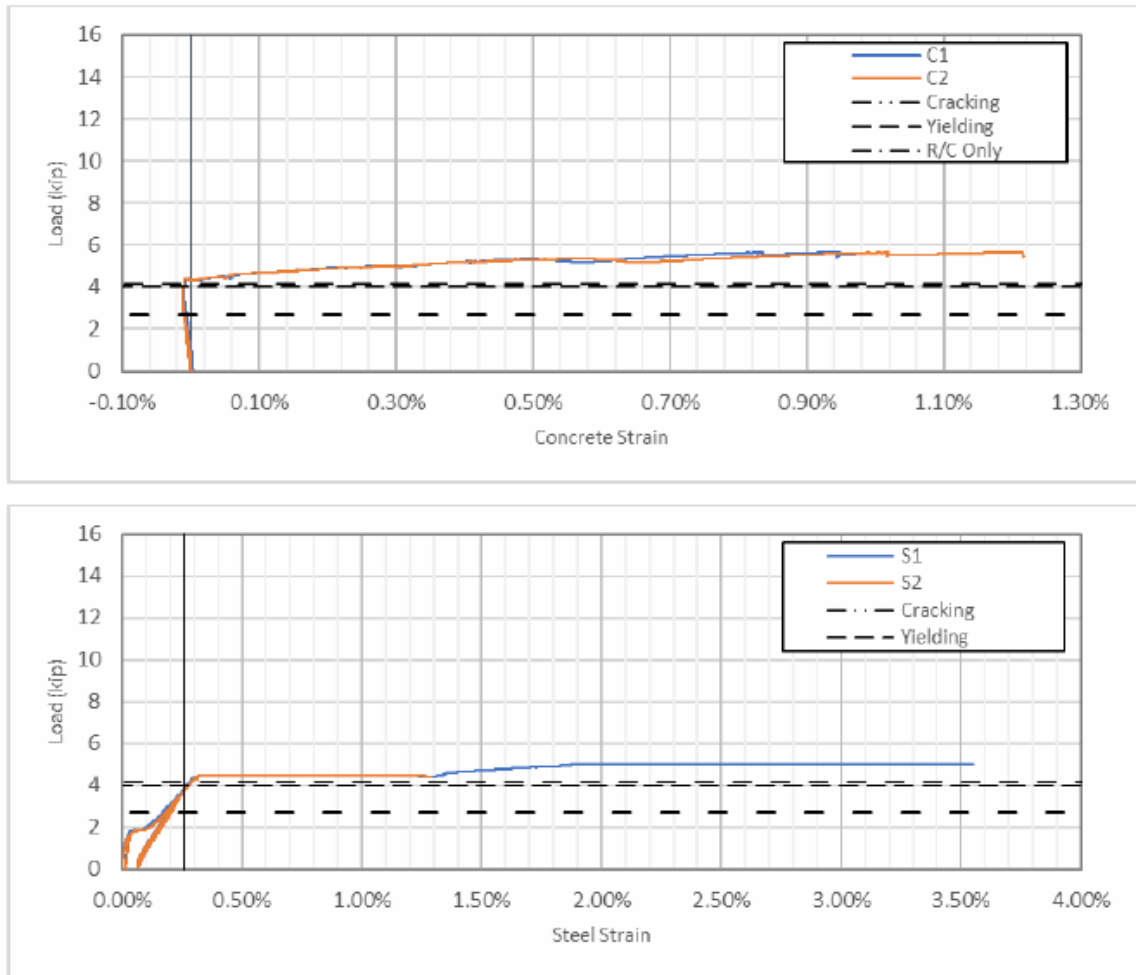 16
14
12
10
8
6
4
2
0
Load (kip)
C1
C2
Cracking
Yielding
R/C Only
-0.10% 0.10% 0.30% 0.50% 0.70% 0.90% 1.10% 1.30%
Concrete Strain
16
14
12
10
8
6
4
2
0
Load (kip)
S1
S2
Cracking
Yielding
0.00% 0.50% 1.00% 1.50% 2.00% 2.50% 3.00% 3.50% 4.00%
Steel Strain